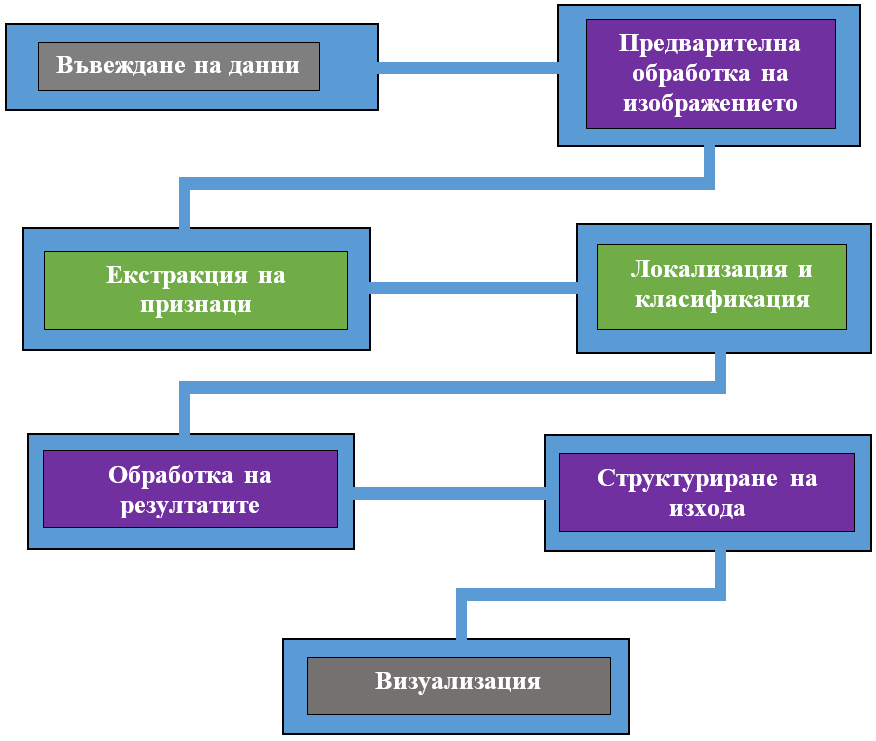 Въвеждане на данни
Предварителна
обработка на
изображението
Екстракция на
признаци
Локализация и
класификация
Обработка на
резултатите
Структуриране на
изхода
Визуализация